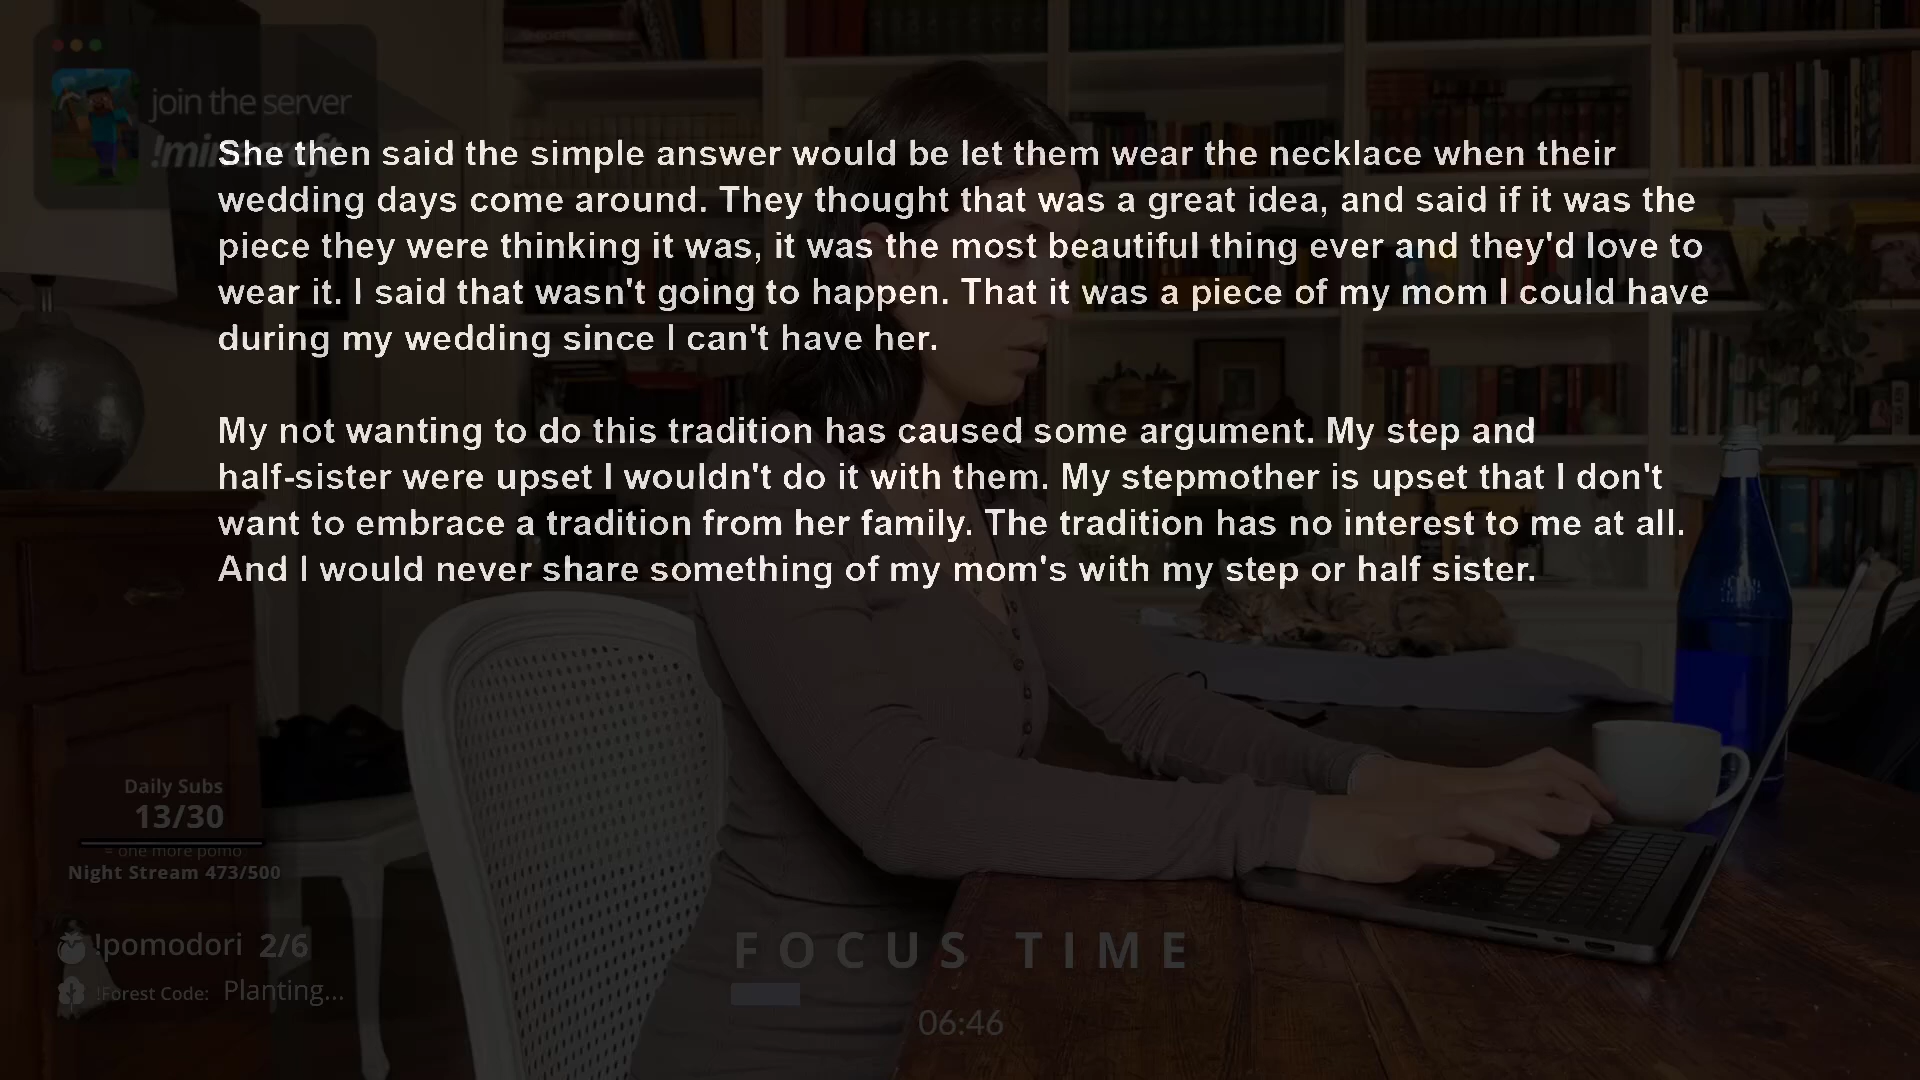 join the server
!minecraft
She then said the simple answer would be let them wear the necklace when their
wedding days come around. They thought that was a great idea, and said if it was the
piece they were thinking it was, it was the most beautiful thing ever and they'd love to
wear it. I said that wasn't going to happen. That it was a piece of my mom I could have
during my wedding since I can't have her.
My not wanting to do this tradition has caused some argument. My step and
half-sister were upset I wouldn't do it with them. My stepmother is upset that I don't
want to embrace a tradition from her family. The tradition has no interest to me at all.
And I would never share something of my mom's with my step or half sister.
Daily Subs
13/30
= one more pomo
Night Stream 473/500
!pomodori 2/6
!Forest Code: Planting...
FOCUS TIME
06:46